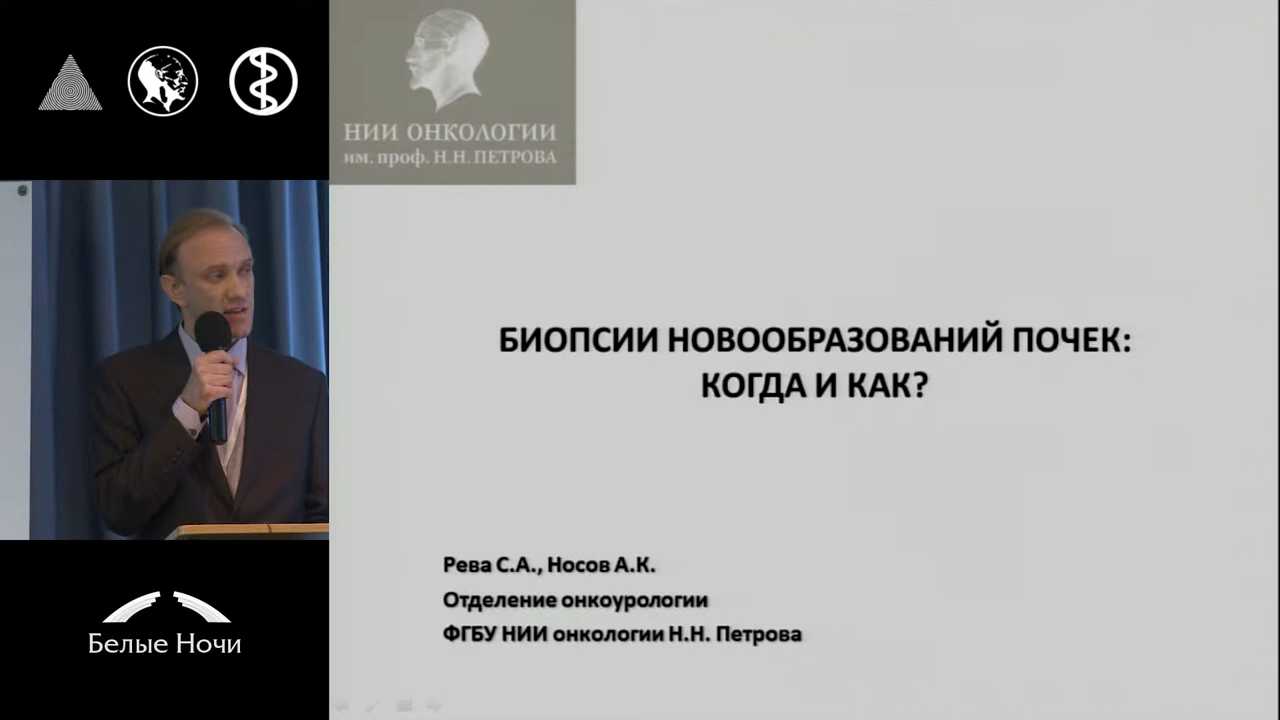 НИИ ОНКОЛОГИИ
им. проф. Н.Н. ПЕТРОВА
БИОПСИИ НОВООБРАЗОВАНИЙ ПОЧЕК:
КОГДА И КАК?
Рева С.А., Носов А.К.
Отделение онкоурологии
ФГБУ НИИ онкологии Н.Н. Петрова
Белые Ночи